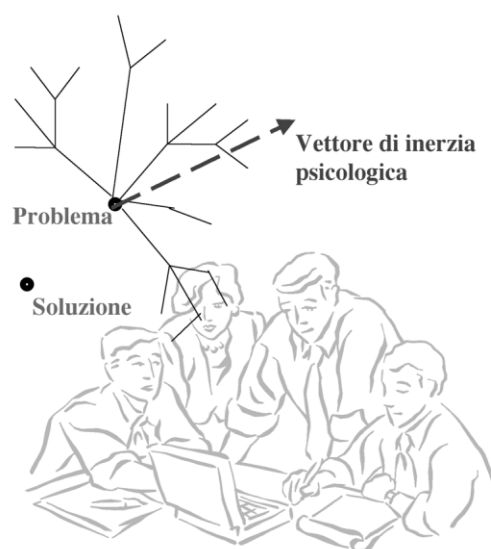 Vettore di inerzia
psicologica
Problema
Soluzione